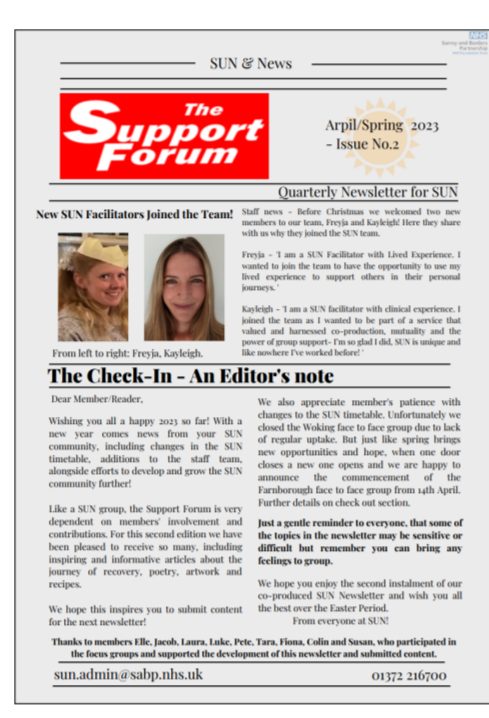 NHS
Surrey and Borders
Partnership
SUN & News
The
Support
Forum
Arpil/Spring 2023
- Issue No.2
Quarterly Newsletter for SUN
New SUN Facilitators Joined the Team!
From left to right: Freyja, Kayleigh.
Staff news - Before Christmas we welcomed two new
members to our team, Freyja and Kayleigh! Here they share
with us why they joined the SUN team.
Freyja - 'I am a SUN Facilitator with Lived Experience. I
wanted to join the team to have the opportunity to use my
lived experience to support others in their personal
journeys. '
Kayleigh - 'I am a SUN facilitator with clinical experience. I
joined the team as I wanted to be part of a service that
valued and harnessed co-production, mutuality and the
power of group support- I'm so glad I did, SUN is unique and
like nowhere I've worked before! '
The Check-In - An Editor's note
Dear Member/Reader,
Wishing you all a happy 2023 so far! With a
new year comes news from your SUN
community, including changes in the SUN
timetable, additions to the staff team,
alongside efforts to develop and grow the SUN
community further!
Like a SUN group, the Support Forum is very
dependent on members' involvement and
contributions. For this second edition we have
been pleased to receive so many, including
inspiring and informative articles about the
journey of recovery, poetry, artwork and
recipes.
We hope this inspires you to submit content
for the next newsletter!
We also appreciate member's patience with
changes to the SUN timetable. Unfortunately we
closed the Woking face to face group due to lack
of regular uptake. But just like spring brings
new opportunities and hope, when one door
closes a new one opens and we are happy to
announce the commencement of the
Farnborough face to face group from 14th April.
Further details on check out section.
Just a gentle reminder to everyone, that some of
the topics in the newsletter may be sensitive or
difficult but remember you can bring any
feelings to group.
We hope you enjoy the second instalment of our
co-produced SUN Newsletter and wish you all
the best over the Easter Period.
From everyone at SUN!
Thanks to members Elle, Jacob, Laura, Luke, Pete, Tara, Fiona, Colin and Susan, who participated in
the focus groups and supported the development of this newsletter and submitted content.
sun.admin@sabp.nhs.uk
01372 216700